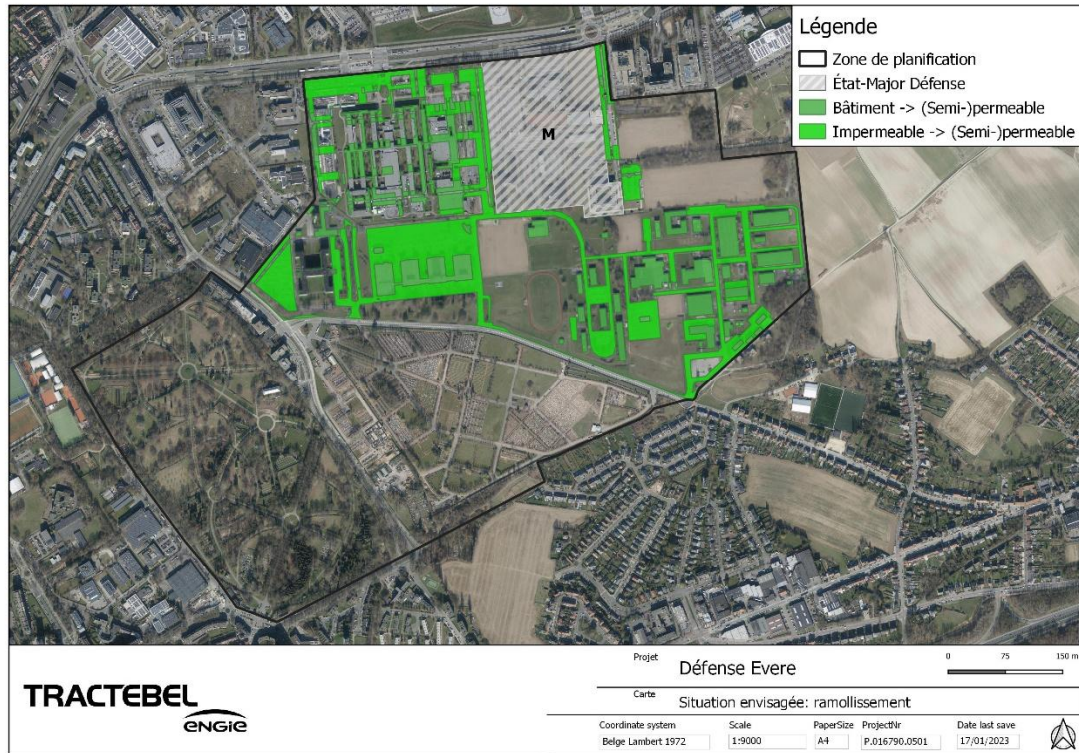 Légende
Zone de planification
État-Major Défense
Bâtiment -> (Semi-)permeable
Impermeable -> (Semi-)permeable
M
TRACTEBEL
ENGIE
Projet
Défense Evere
0 75 150 m
Carte
Situation envisagée: ramollissement
Coordinate system Scale PaperSize ProjectNr Date last save
Belge Lambert 1972 1:9000 A4 P.016790.0501 17/01/2023